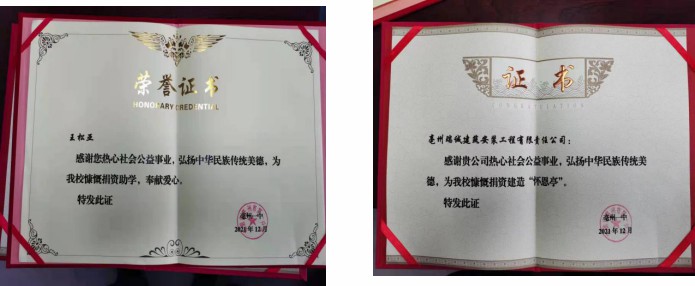 荣誉证书
HONORARY CREDENTIAL
王松亚
感谢您热心社会公益事业，弘扬中华民族传统美德，为
我校慷慨捐资助学，奉献爱心。
特发此证
亳州一中
2021年12月
证书
亳州瑞诚建筑安装工程有限责任公司：
感谢贵公司热心社会公益事业，弘扬中华民族传统美
德，为我校慷慨捐资建造“怀恩亭”。
特发此证
亳州一中
2021年12月